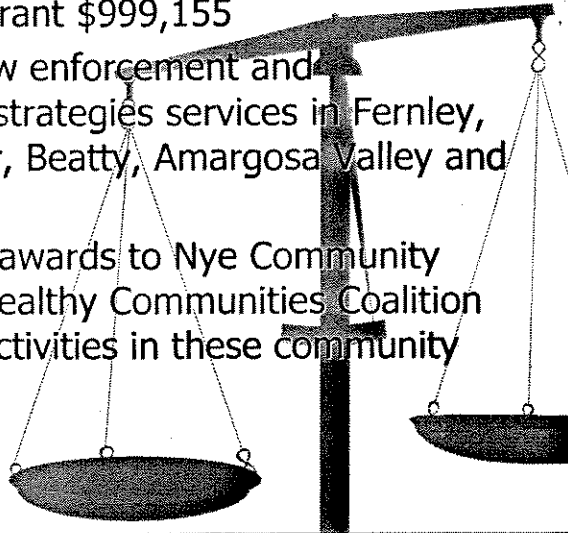 rant $999,155
w enforcement and
strategies services in Fernley,
, Beatty, Amargosa Valley and
awards to Nye Community
ealthy Communities Coalition
ctivities in these community